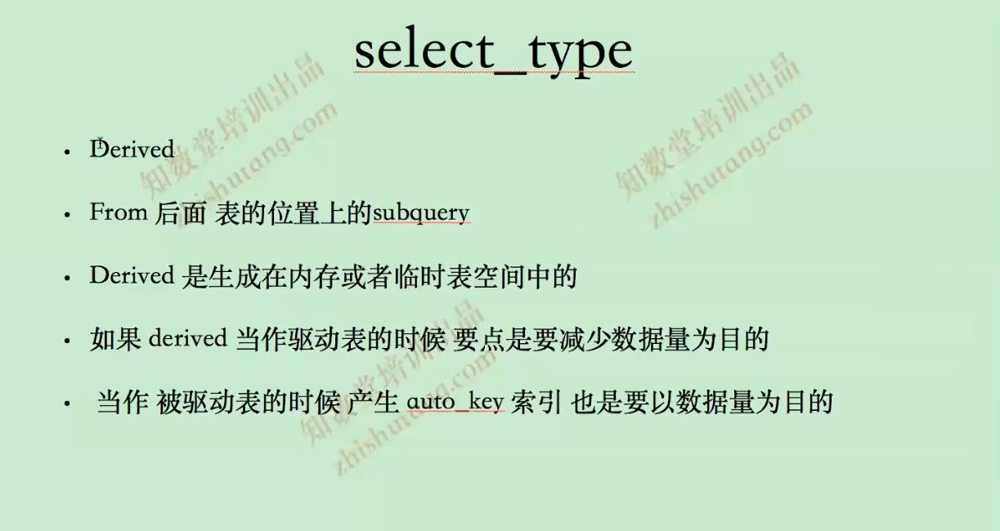 select_type
知数堂培训出品
zhishutang.com
知数堂培训出品
zhishutang.com
• Derived
• From 后面 表的位置上的subquery
• Derived 是生成在内存或者临时表空间中的
• 如果 derived 当作驱动表的时候 要点是要减少数据量为目的
• 当作 被驱动表的时候 产生 auto_key 索引 也是要以数据量为目的
知数堂培训出品
zhishutang.com